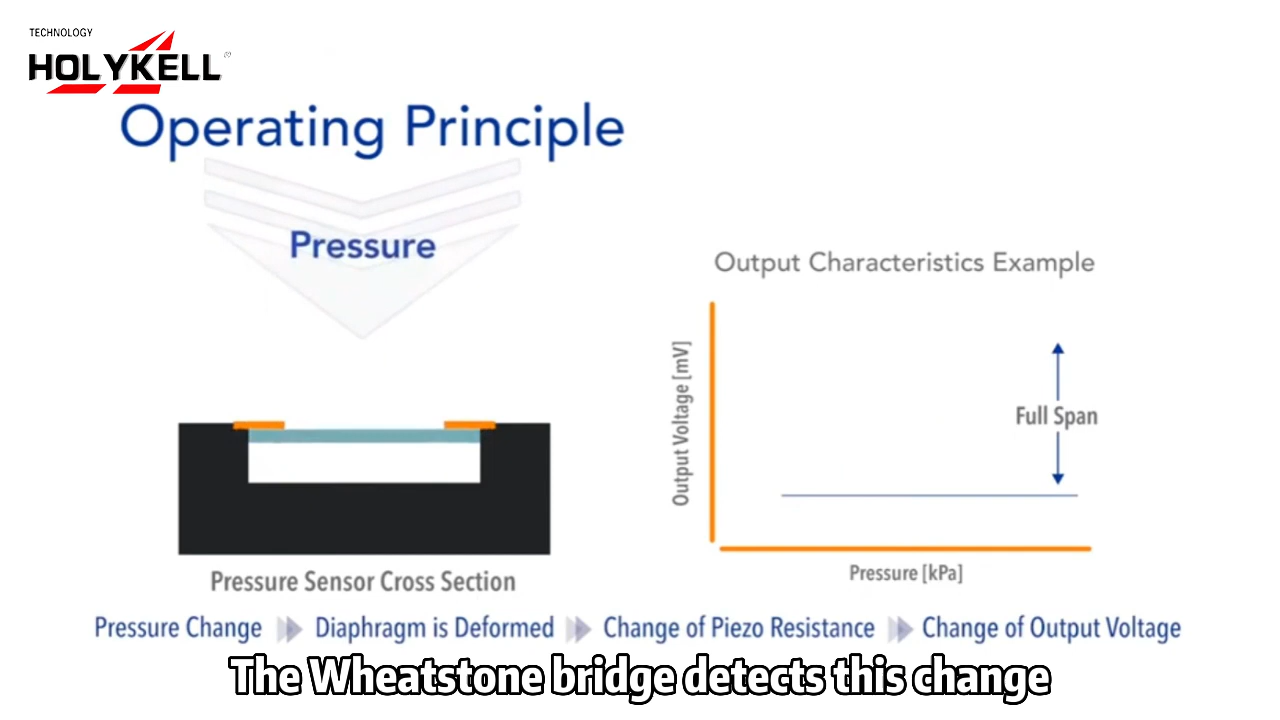 TECHNOLOGY
HOLYKELL®
Operating Principle
Pressure
Output Characteristics Example
Output Voltage [mV]
Full Span
Pressure [kPa]
Pressure Sensor Cross Section
Pressure Change Diaphragm is Deformed Change of Piezo Resistance Change of Output Voltage
The Wheatstone bridge detects this change